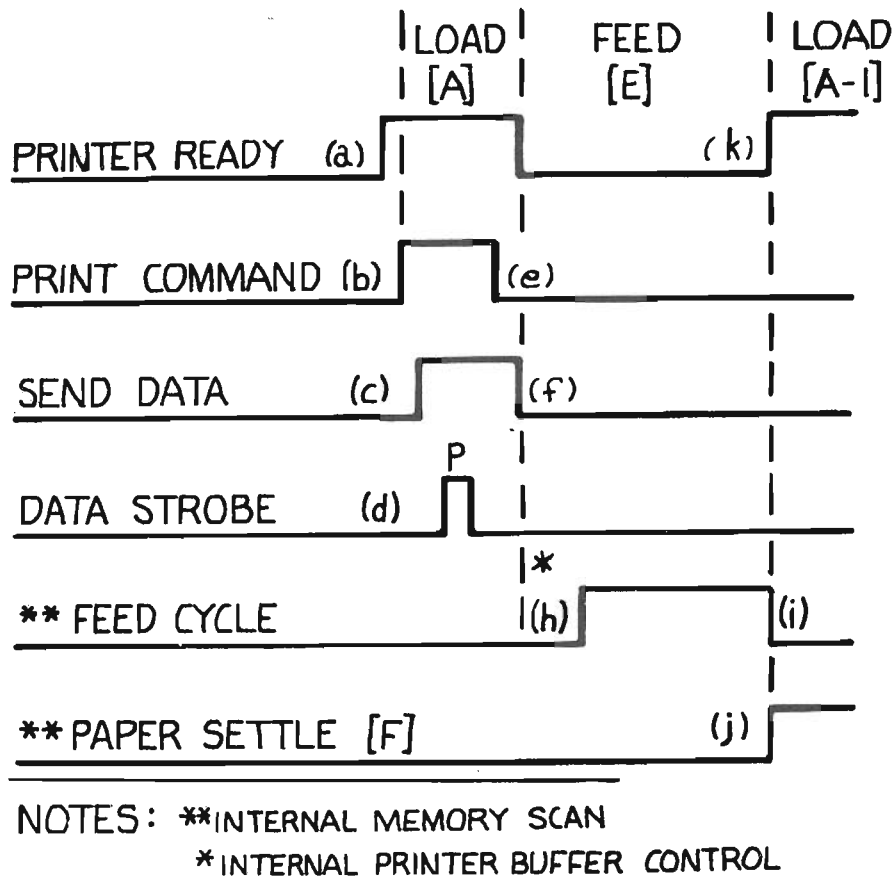 LOAD FEED LOAD
[A] [E] [A-1]
PRINTER READY (a) (k)
PRINT COMMAND (b) (e)
SEND DATA (c) (f)
P
DATA STROBE (d)
*
** FEED CYCLE (h) (i)
** PAPER SETTLE [F] (j)
NOTES: ** INTERNAL MEMORY SCAN
* INTERNAL PRINTER BUFFER CONTROL